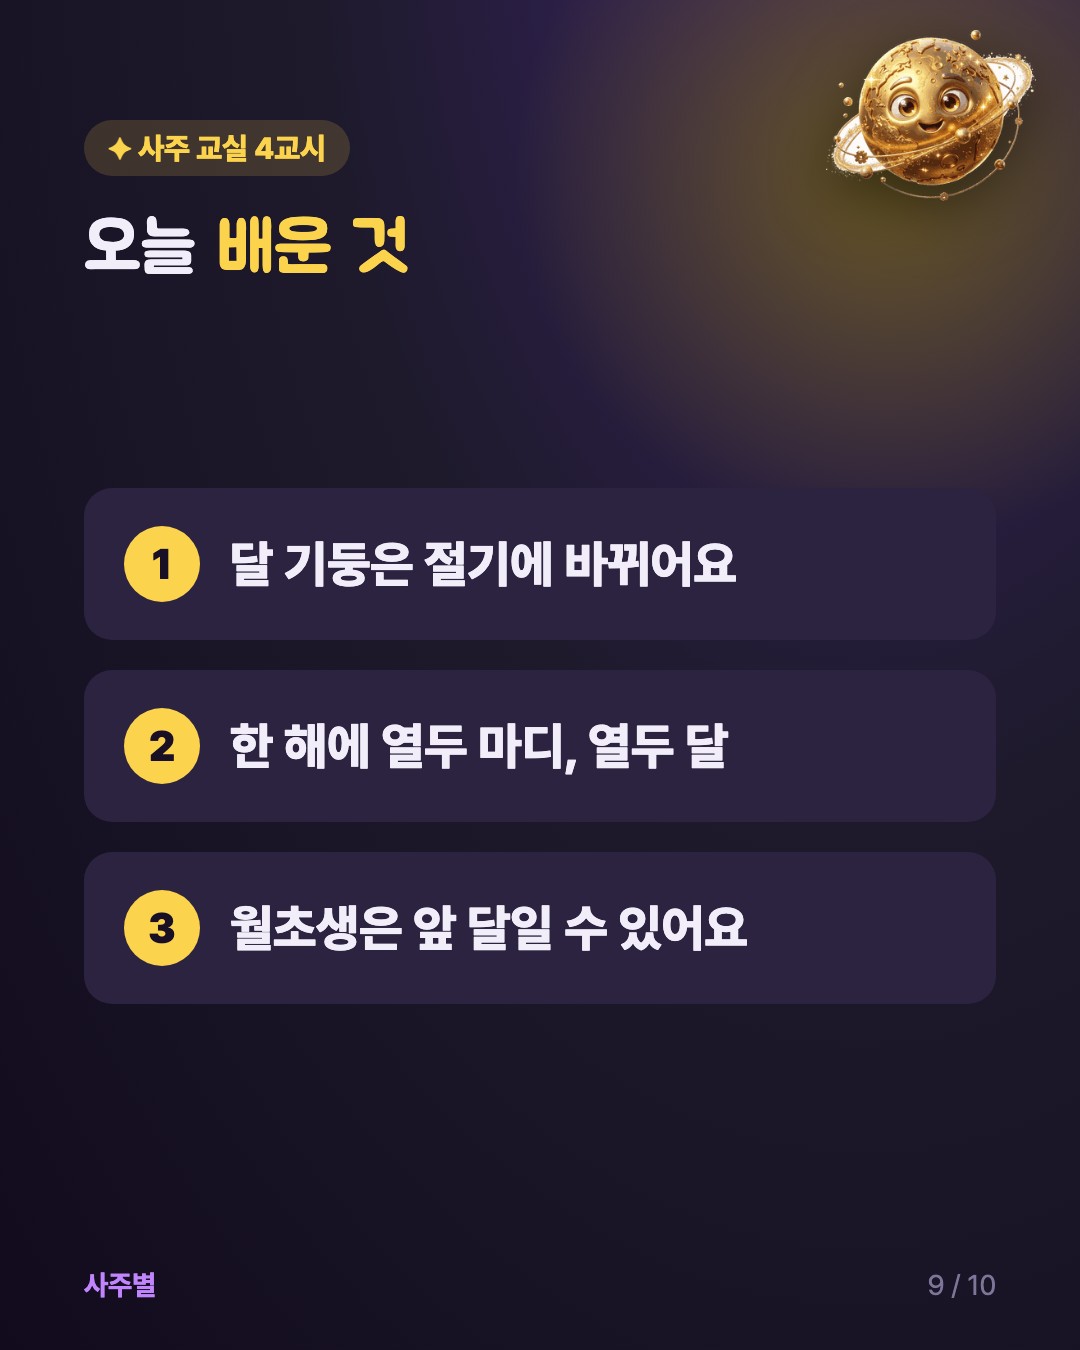 ✦ 사주 교실 4교시
오늘 배운 것
1 달 기둥은 절기에 바뀌어요
2 한 해에 열두 마디, 열두 달
3 월초생은 앞 달일 수 있어요
사주별
9 / 10